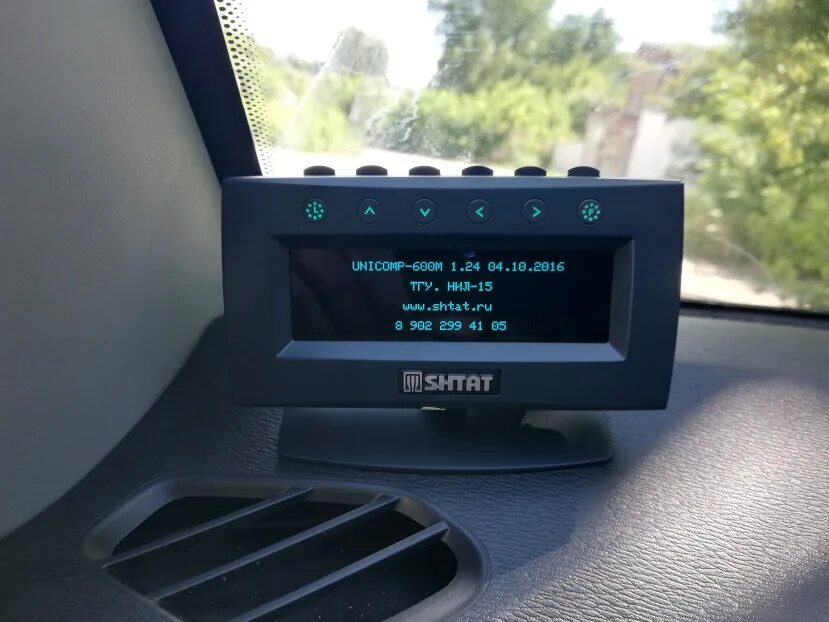 L F
UNICOMP-600M 1.24 04.10.2016
ТГУ. НИЛ-15
www.shtat.ru
8 902 299 41 05
SHTAT